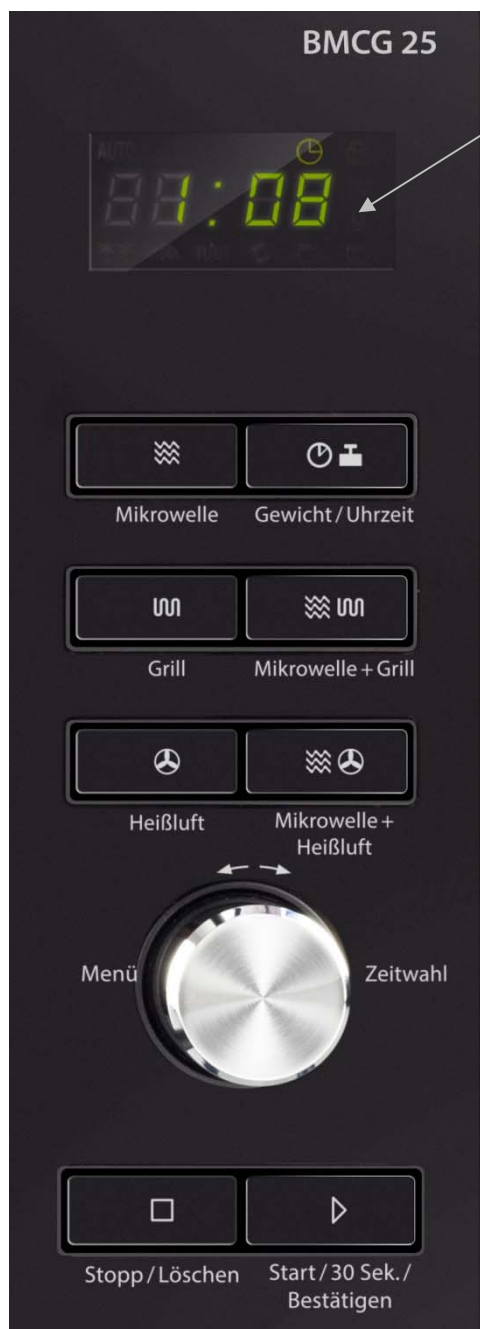 BMCG 25
AUTO
1:08
Mikrowelle
Gewicht / Uhrzeit
Grill
Mikrowelle + Grill
Heißluft
Mikrowelle +
Heißluft
Menü
Zeitwahl
Stopp / Löschen
Start / 30 Sek. /
Bestätigen